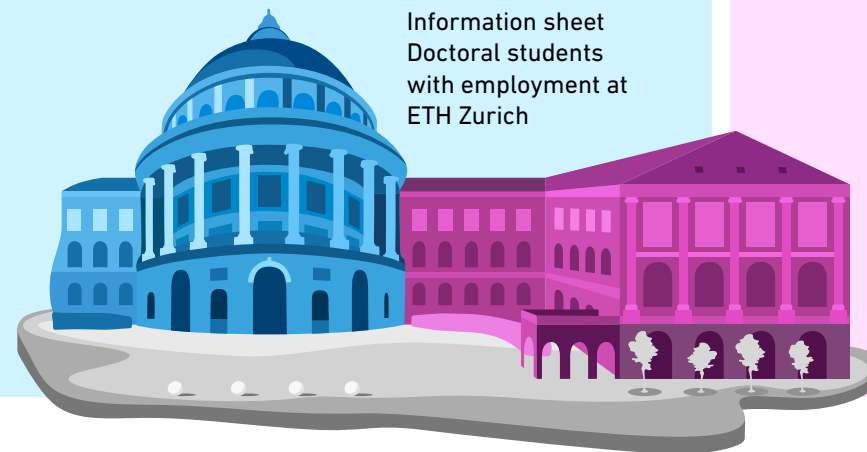 Information sheet
Doctoral students
with employment at
ETH Zurich